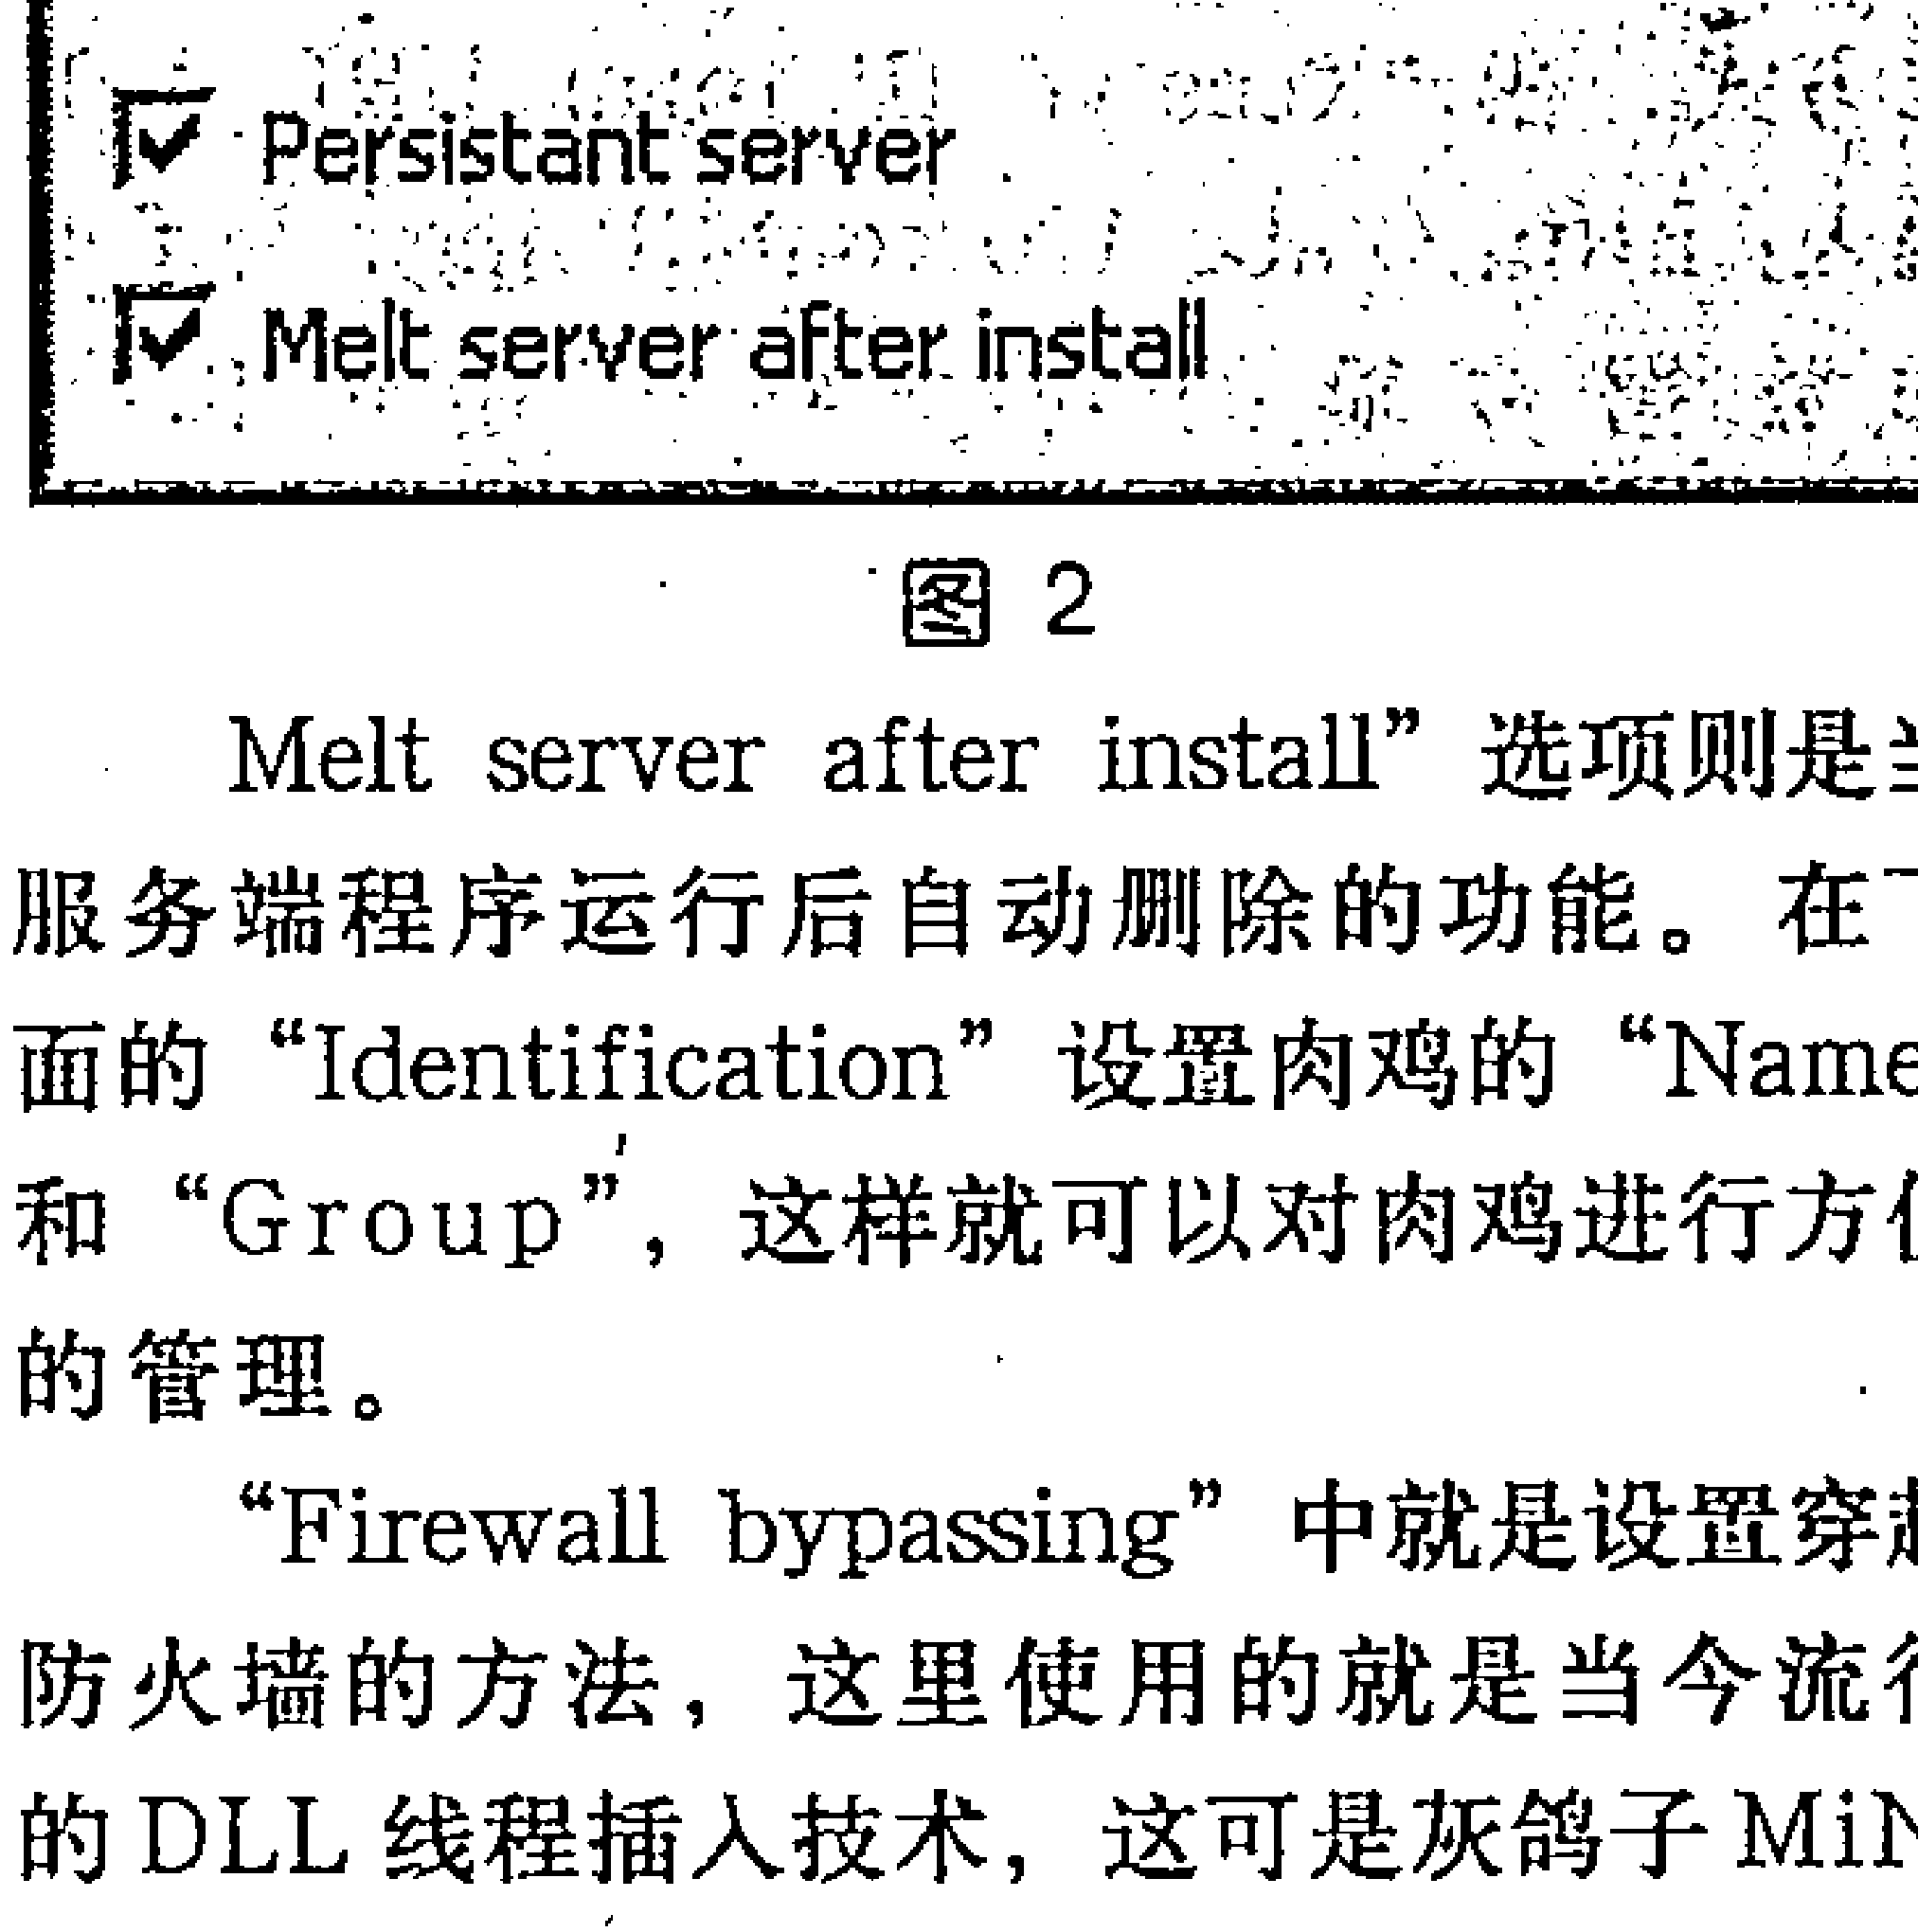 Persistant server
Melt server after install
图 2
Melt server after install” 选项则是
服务端程序运行后自动删除的功能。在
面的 “Identification” 设置肉鸡的 “Name
和 “Group”，这样就可以对肉鸡进行方
的管理。
“Firewall bypassing” 中就是设置穿
防火墙的方法，这里使用的就是当今流
的 DLL 线程插入技术，这可是灰鸽子 Mi